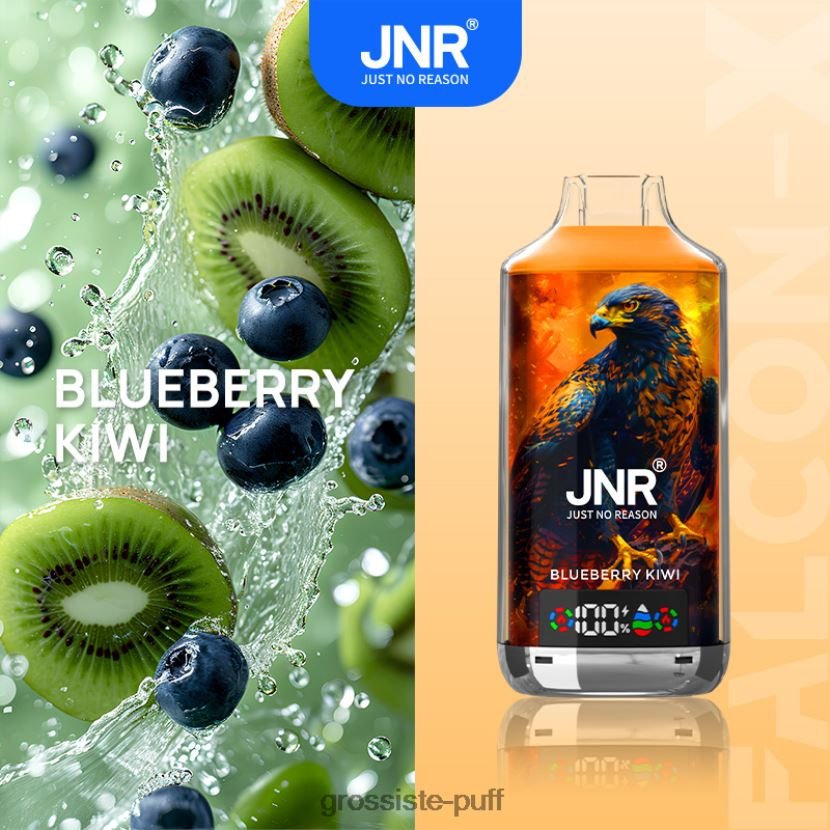 JNR®
JUST NO REASON
BLUEBERRY
KIWI
FALCON-X
JNR®
JUST NO REASON
BLUEBERRY KIWI
100%
grossiste-puff